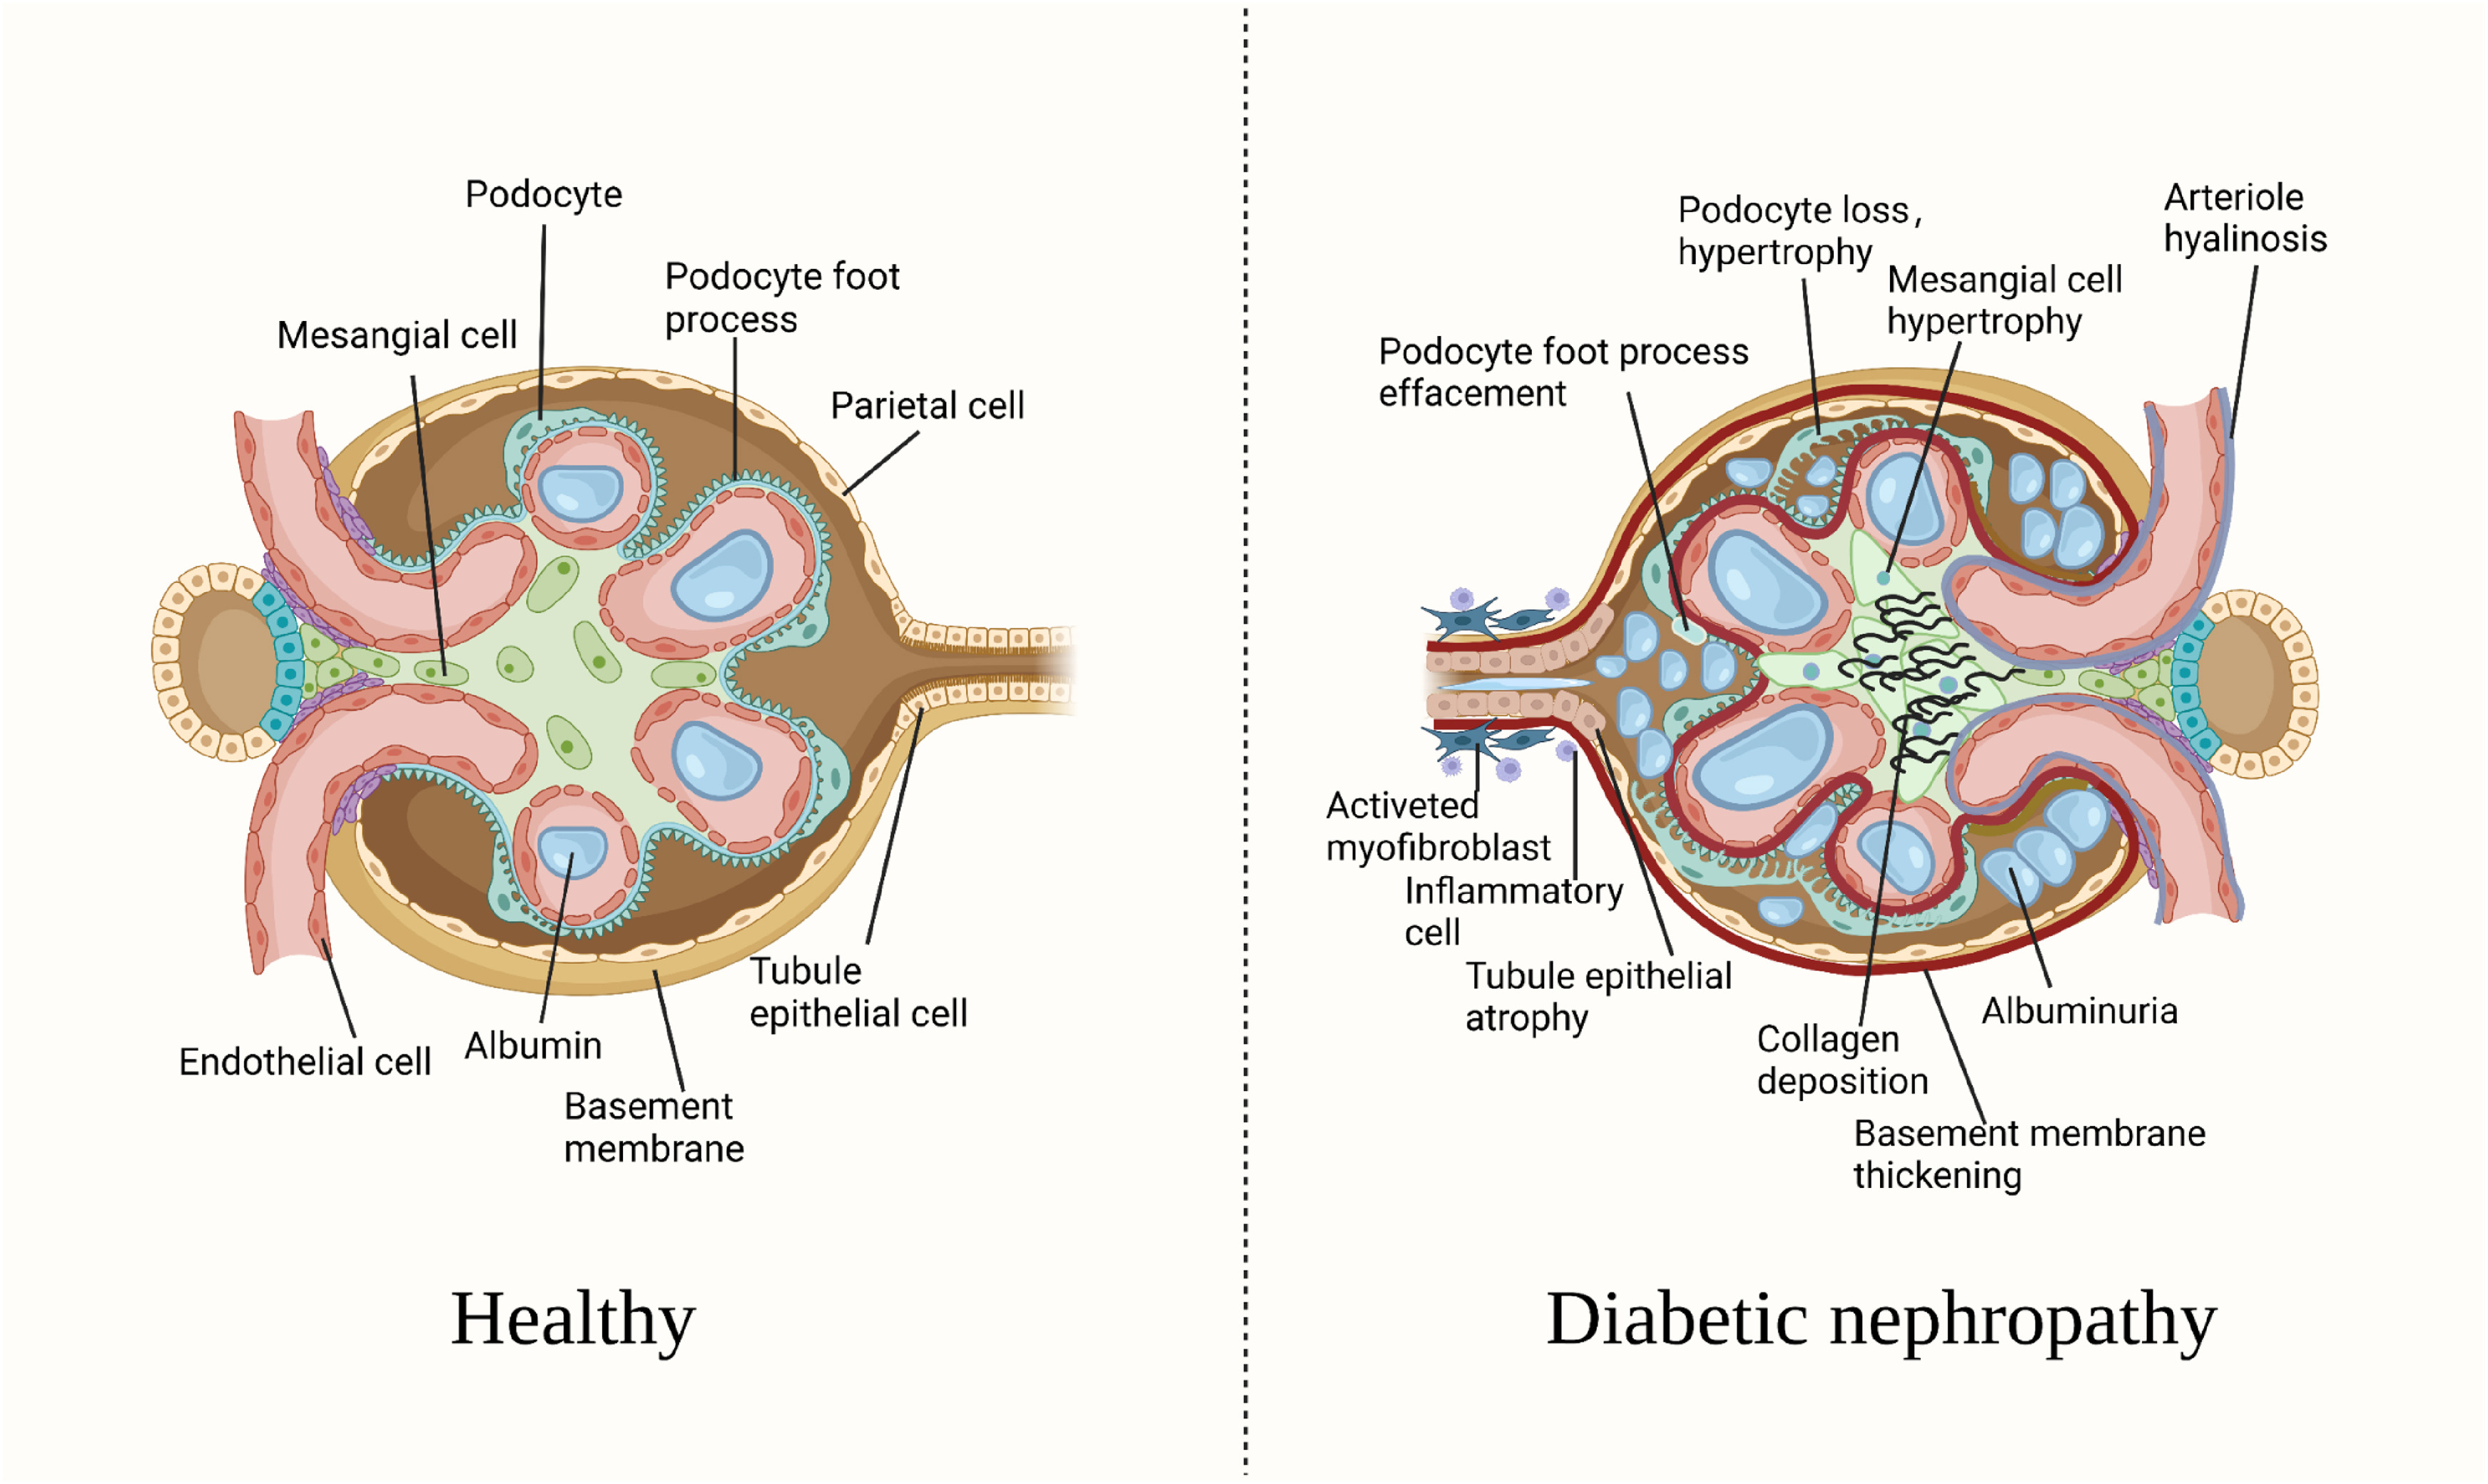 Podocyte
Podocyte foot
process
Mesangial cell
Parietal cell
Tubule
epithelial cell
Endothelial cell
Albumin
Basement
membrane
Healthy
Podocyte loss,
hypertrophy
Arteriole
hyalinosis
Mesangial cell
hypertrophy
Podocyte foot process
effacement
Activeted
myofibroblast
Inflammatory
cell
Tubule epithelial
atrophy
Collagen
deposition
Albuminuria
Basement membrane
thickening
Diabetic nephropathy